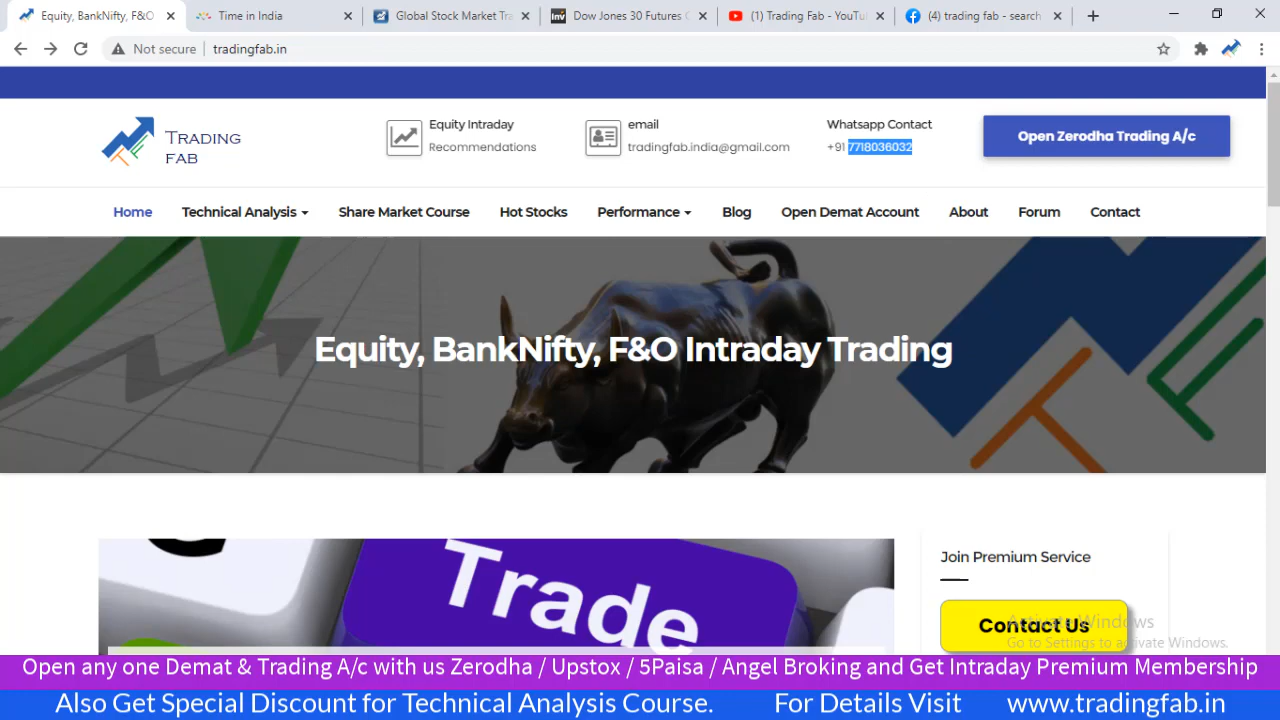 Equity, BankNifty, F&O
Time in India
Global Stock Market Tra
Dow Jones 30 Futures
(1) Trading Fab - YouTu
(4) trading fab - search
Not secure
tradingfab.in
TRADING
FAB
Equity Intraday
Recommendations
email
tradingfab.india@gmail.com
Whatsapp Contact
+91 7718036032
Open Zerodha Trading A/c
Home
Technical Analysis
Share Market Course
Hot Stocks
Performance
Blog
Open Demat Account
About
Forum
Contact
Equity, BankNifty, F&O Intraday Trading
Trade
Join Premium Service
Contact Us
Activate Windows
Go to Settings to activate Windows.
Open any one Demat & Trading A/c with us Zerodha / Upstox / 5Paisa / Angel Broking and Get Intraday Premium Membership
Also Get Special Discount for Technical Analysis Course. For Details Visit www.tradingfab.in